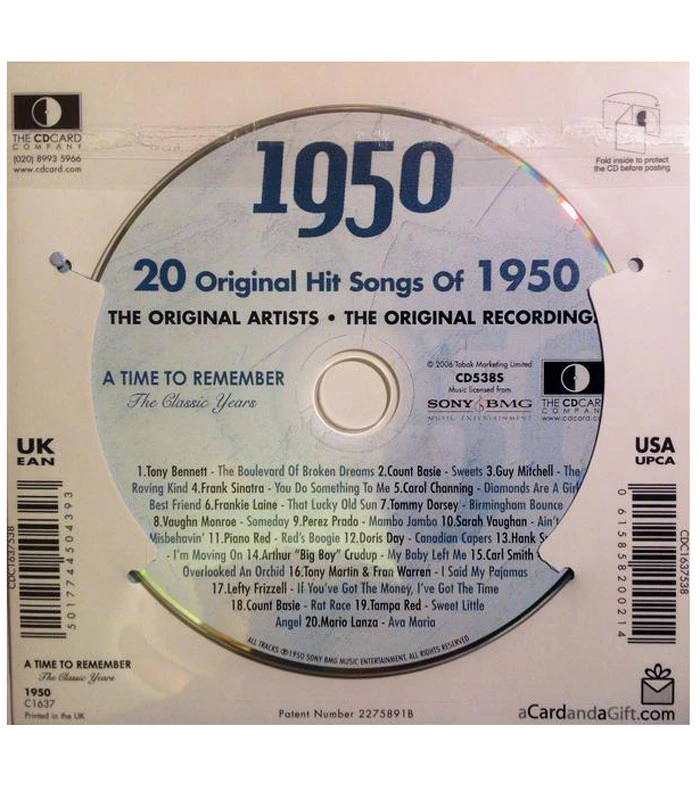 THE CDCARD
COMPANY
(020) 8993 5966
www.cdcard.com
Fold inside to protect
the CD before posting
1950
20 Original Hit Songs Of 1950
THE ORIGINAL ARTISTS • THE ORIGINAL RECORDING
A TIME TO REMEMBER
The Classic Years
℗ 2006 Tabak Marketing Limited
CD538S
Music licensed from
SONY BMG
MUSIC ENTERTAINMENT
THE CDCAR
COMPAN
www.cdcard.c
UK
EAN
USA
UPCA
1.Tony Bennett - The Boulevard Of Broken Dreams 2.Count Basie - Sweets 3.Guy Mitchell - The
Roving Kind 4.Frank Sinatra - You Do Something To Me 5.Carol Channing - Diamonds Are A Girl
Best Friend 6.Frankie Laine - That Lucky Old Sun 7.Tommy Dorsey - Birmingham Bounce
8.Vaughn Monroe - Someday 9.Perez Prado - Mambo Jambo 10.Sarah Vaughan - Ain't
Misbehavin' 11.Piano Red - Red's Boogie 12.Doris Day - Canadian Capers 13.Hank S
- I'm Moving On 14.Arthur "Big Boy" Crudup - My Baby Left Me 15.Carl Smith
Overlooked An Orchid 16.Tony Martin & Fran Warren - I Said My Pajamas
17.Lefty Frizzell - If You've Got The Money, I've Got The Time
18.Count Basie - Rat Race 19.Tampa Red - Sweet Little
Angel 20.Mario Lanza - Ava Maria
ALL TRACKS ℗1950 SONY BMG MUSIC ENTERTAINMENT. ALL RIGHTS RESERVED
CDC1637538
5017744504393
0 61585820021 4
CDC1637538
A TIME TO REMEMBER
The Classic Years
1950
C1637
Printed in the UK
Patent Number 2275891B
aCardandaGift.com